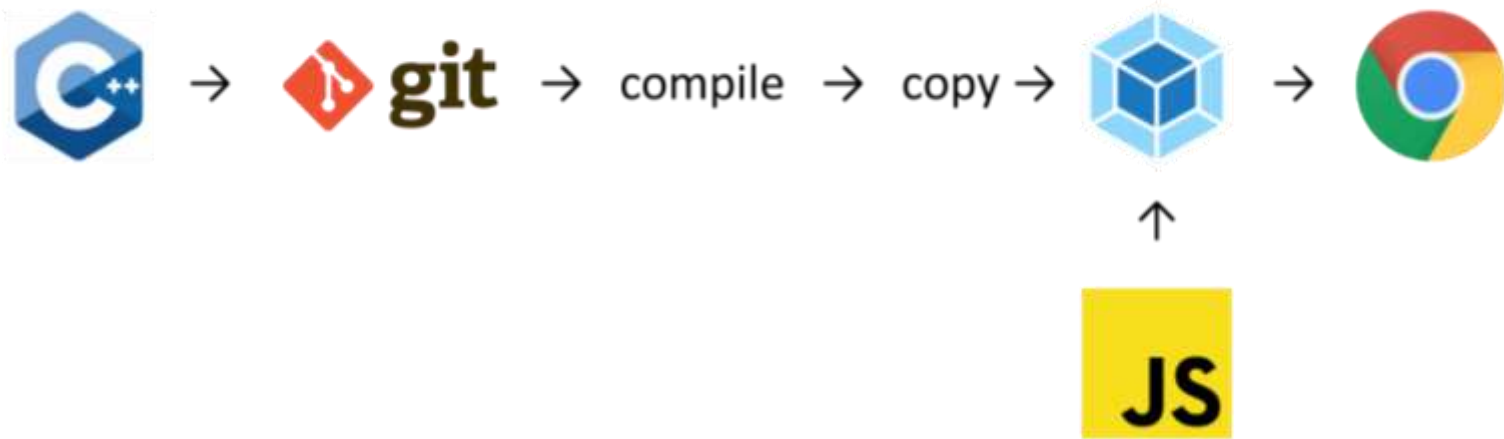 C++ → git → compile → copy → →
↑
JS